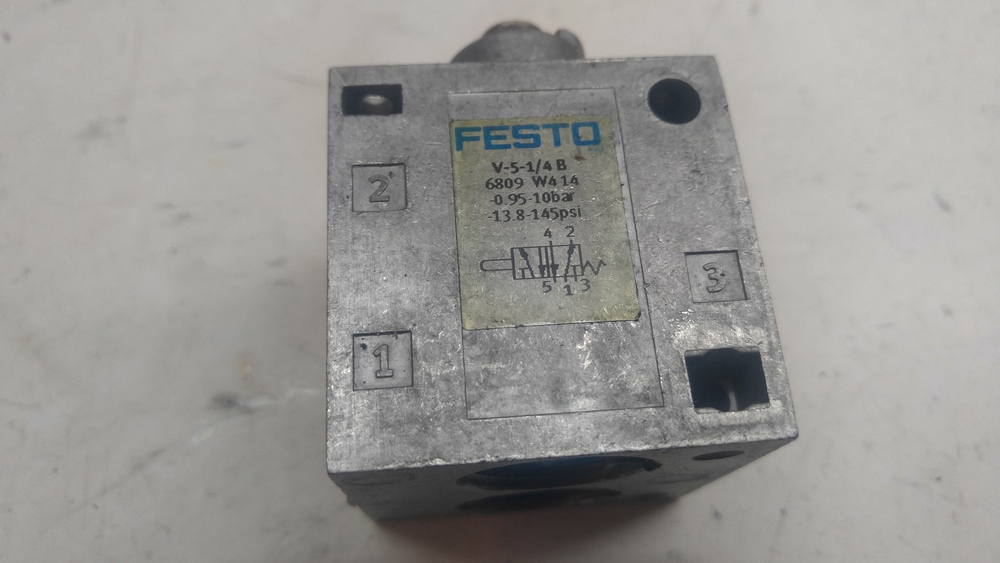 FESTO
V-5-1/4 B
6809 W414
-0.95-10bar
-13.8-145psi
4 2
5 1 3
2
1
3